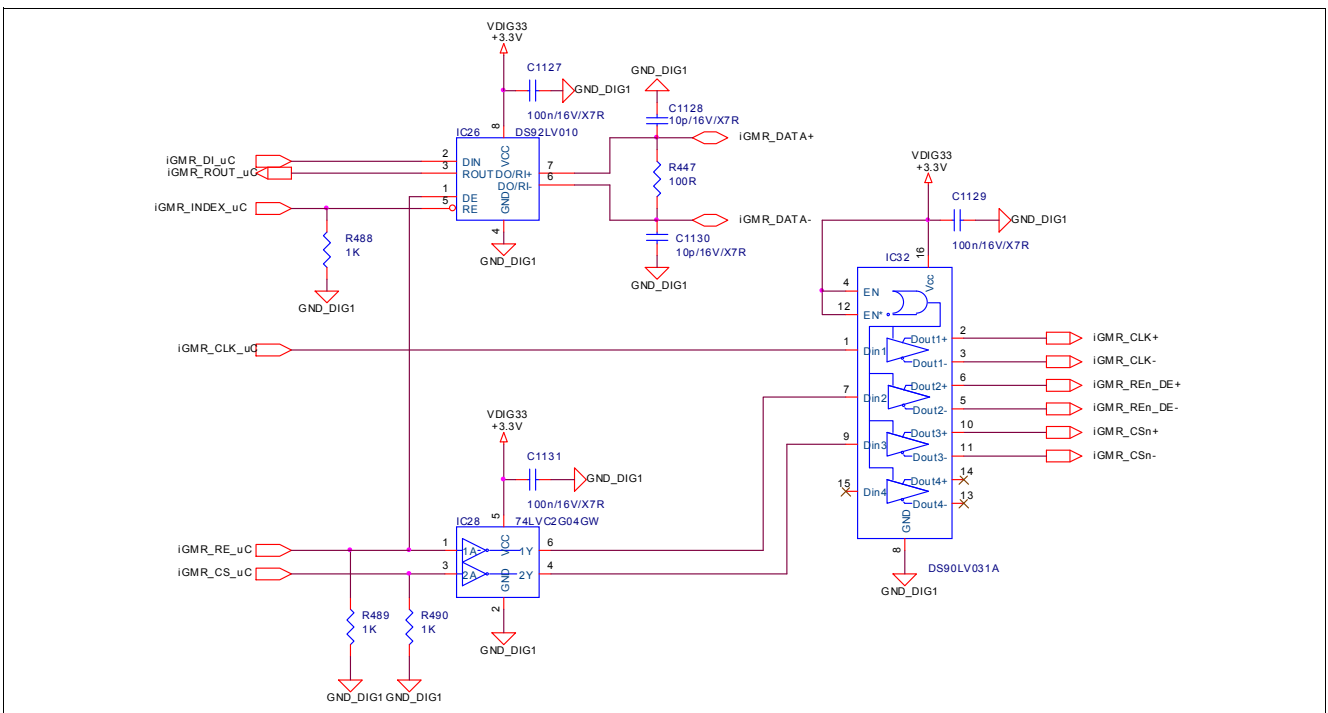 VDIG33
+3.3V
C1127
GND_DIG1
100n/16V/X7R
GND_DIG1
C1128
10p/16V/X7R
8
IC26
DS92LV010
iGMR_DI_uC
iGMR_ROUT_uC
iGMR_INDEX_uC
2
3
1
5
DIN
ROUT
DE
RE
VCC
GND
DO/RI+
DO/RI-
7
6
4
GND_DIG1
R447
100R
iGMR_DATA+
iGMR_DATA-
C1130
10p/16V/X7R
GND_DIG1
R488
1K
GND_DIG1
VDIG33
+3.3V
C1129
GND_DIG1
100n/16V/X7R
16
IC32
4
EN
12
EN*
Vcc
iGMR_CLK_uC
1
Din1
Dout1+
2
iGMR_CLK+
Dout1-
3
iGMR_CLK-
7
Din2
Dout2+
6
iGMR_REn_DE+
Dout2-
5
iGMR_REn_DE-
9
Din3
Dout3+
10
iGMR_CSn+
Dout3-
11
iGMR_CSn-
15
Din4
Dout4+
14
Dout4-
13
GND
8
DS90LV031A
GND_DIG1
VDIG33
+3.3V
C1131
GND_DIG1
100n/16V/X7R
5
IC28
74LVC2G04GW
iGMR_RE_uC
1
1A
VCC
1Y
6
iGMR_CS_uC
3
2A
GND
2Y
4
2
GND_DIG1
R489
1K
R490
1K
GND_DIG1
GND_DIG1